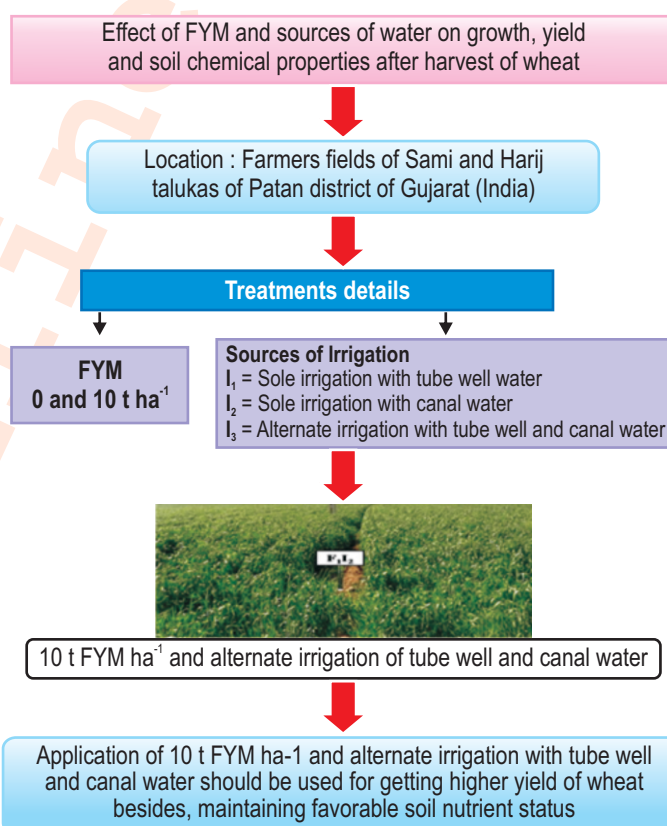 Effect of FYM and sources of water on growth, yield
and soil chemical properties after harvest of wheat
Location : Farmers fields of Sami and Harij
talukas of Patan district of Gujarat (India)
Treatments details
FYM
0 and 10 t ha⁻¹
Sources of Irrigation
I₁ = Sole irrigation with tube well water
I₂ = Sole irrigation with canal water
I₃ = Alternate irrigation with tube well and canal water
10 t FYM ha⁻¹ and alternate irrigation of tube well and canal water
Application of 10 t FYM ha-1 and alternate irrigation with tube well
and canal water should be used for getting higher yield of wheat
besides, maintaining favorable soil nutrient status